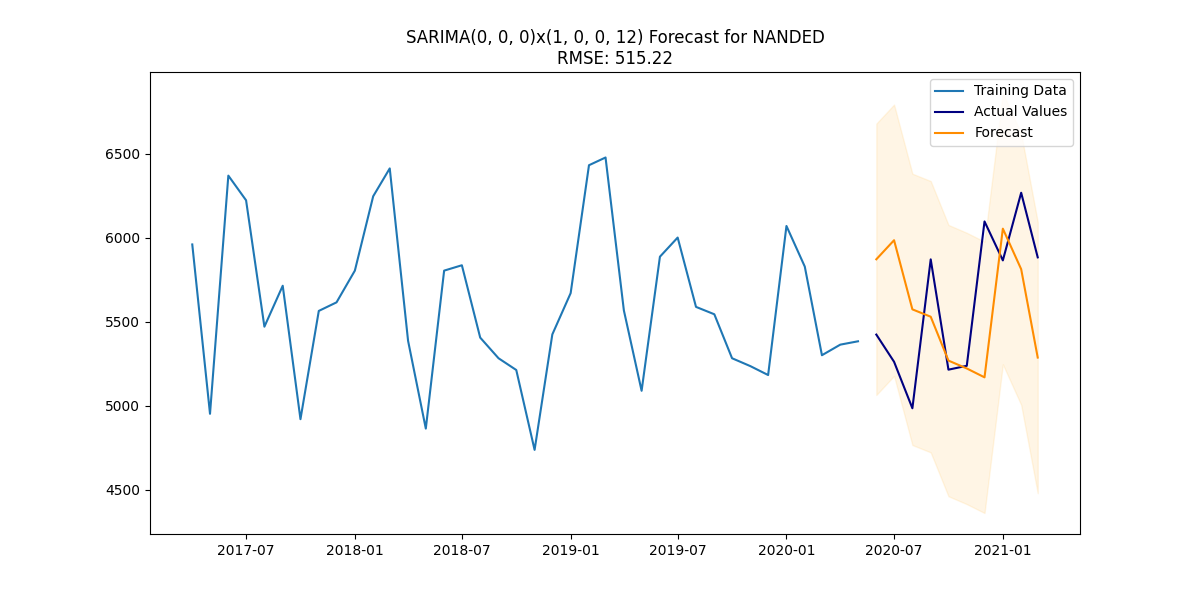 SARIMA(0, 0, 0)x(1, 0, 0, 12) Forecast for NANDED
RMSE: 515.22
Training Data
Actual Values
Forecast
6500
6000
5500
5000
4500
2017-07 2018-01 2018-07 2019-01 2019-07 2020-01 2020-07 2021-01